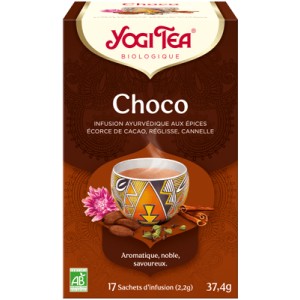 YOGI TEA
BIOLOGIQUE
Choco
INFUSION AYURVÉDIQUE AUX ÉPICES
ÉCORCE DE CACAO, RÉGLISSE, CANNELLE
Aromatique, noble,
savoureux.
AB
17 Sachets d'infusion (2,2g)
37,4g